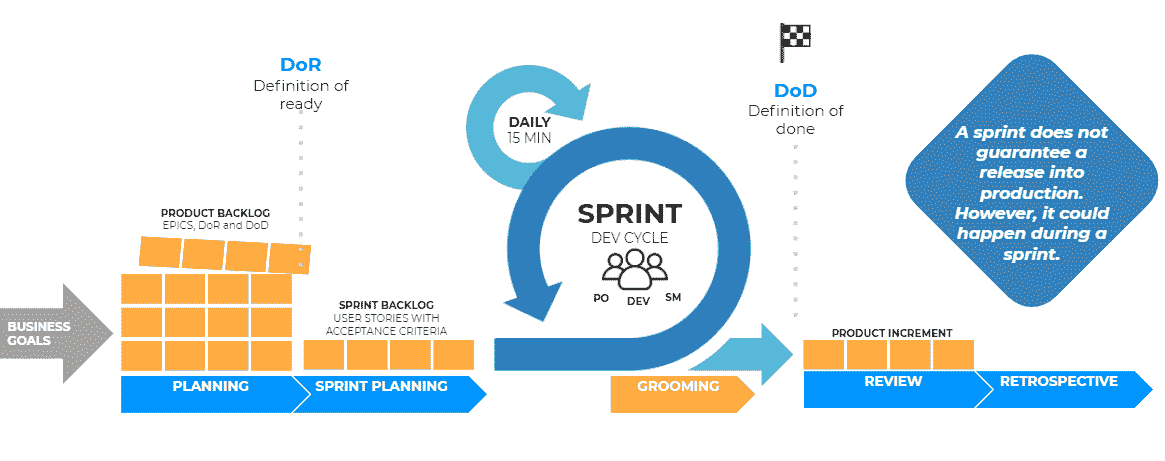 DoR
Definition of
ready
DAILY
15 MIN
DoD
Definition of
done
A sprint does not
guarantee a
release into
production.
However, it could
happen during a
sprint.
PRODUCT BACKLOG
EPICS, DoR and DoD
SPRINT
DEV CYCLE
PO
DEV
SM
BUSINESS
GOALS
SPRINT BACKLOG
USER STORIES WITH
ACCEPTANCE CRITERIA
PRODUCT INCREMENT
PLANNING
SPRINT PLANNING
GROOMING
REVIEW
RETROSPECTIVE